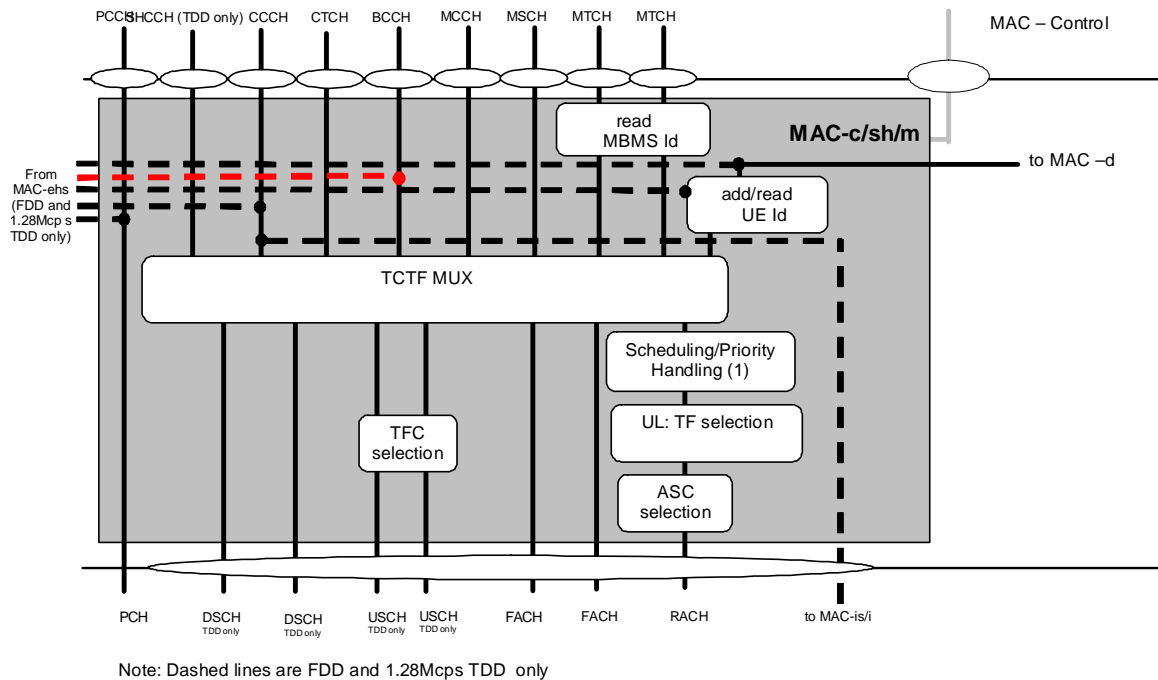 PCCH SHCCH (TDD only) CCCH CTCH BCCH MCCH MSCH MTCH MTCH
MAC – Control
read
MBMS Id
MAC-c/sh/m
to MAC –d
From
MAC-ehs
(FDD and
1.28Mcp s
TDD only)
add/read
UE Id
TCTF MUX
Scheduling/Priority
Handling (1)
UL: TF selection
TFC
selection
ASC
selection
PCH DSCH DSCH USCH USCH FACH FACH RACH to MAC-is/i
TDD only TDD only TDD only TDD only
Note: Dashed lines are FDD and 1.28Mcps TDD only